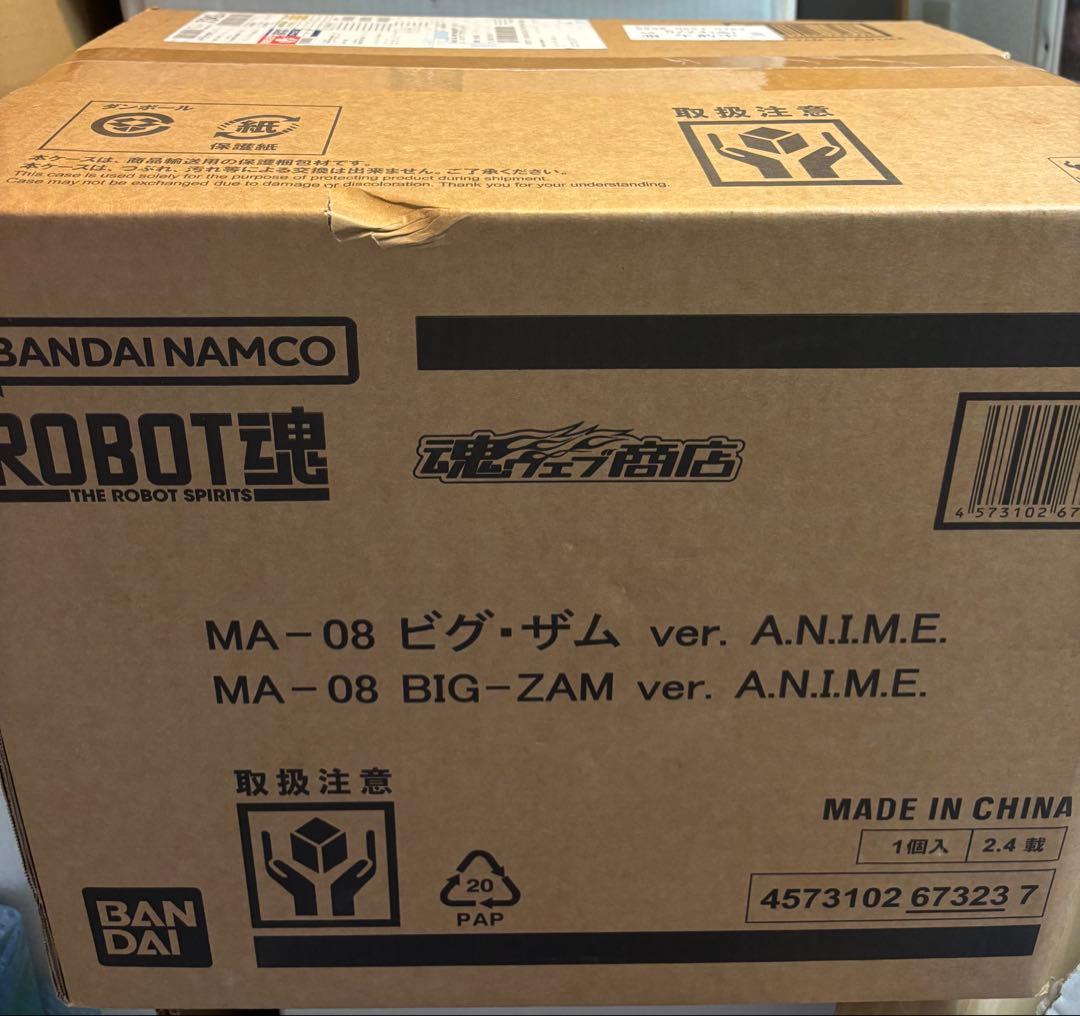 ダンボール
紙
保護紙
本ケースは、商品輸送用の保護梱包材です。
本ケースは、つぶれ、汚れ等による交換は出来ません。ご了承ください。
This case is used solely for the purpose of protecting product during shipment.
Case may not be exchanged due to damage or discoloration. Thank you for your understanding.
取扱注意
BANDAI NAMCO
ROBOT魂
THE ROBOT SPIRITS
魂ウェブ商店
4 573102 67
MA-08 ビグ・ザム ver. A.N.I.M.E.
MA-08 BIG-ZAM ver. A.N.I.M.E.
取扱注意
MADE IN CHINA
1個入 2.4 載
4573102 67323 7
20
PAP
BAN
DAI